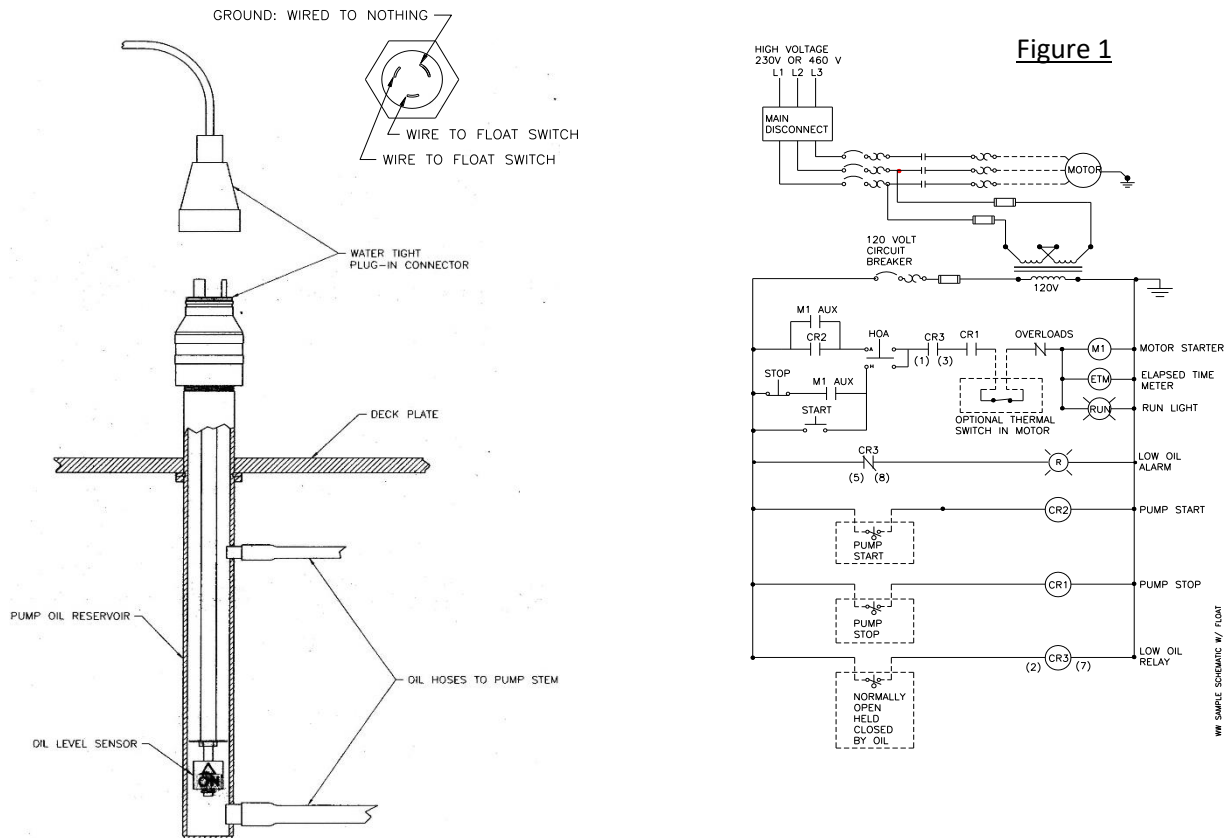 GROUND: WIRED TO NOTHING
WIRE TO FLOAT SWITCH
WIRE TO FLOAT SWITCH
WATER TIGHT
PLUG-IN CONNECTOR
DECK PLATE
PUMP OIL RESERVOIR
OIL HOSES TO PUMP STEM
OIL LEVEL SENSOR
Figure 1
HIGH VOLTAGE
230V OR 460 V
L1 L2 L3
MAIN
DISCONNECT
MOTOR
120 VOLT
CIRCUIT
BREAKER
120V
M1 AUX
CR2
HOA
A
H
CR3
(1) (3)
CR1
OVERLOADS
M1
MOTOR STARTER
STOP
M1 AUX
ETM
ELAPSED TIME
METER
START
RUN
RUN LIGHT
OPTIONAL THERMAL
SWITCH IN MOTOR
CR3
(5) (8)
R
LOW OIL
ALARM
CR2
PUMP START
PUMP
START
CR1
PUMP STOP
PUMP
STOP
(2) CR3 (7)
LOW OIL
RELAY
NORMALLY
OPEN
HELD
CLOSED
BY OIL
WW SAMPLE SCHEMATIC W/ FLOAT